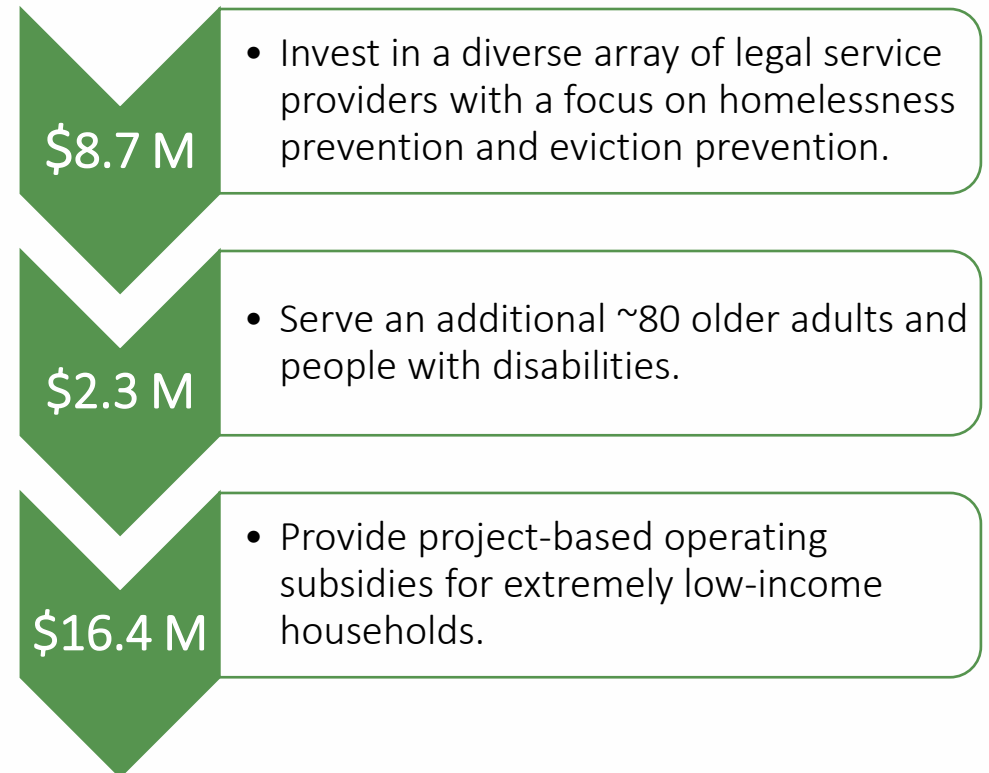 $8.7 M
• Invest in a diverse array of legal service
providers with a focus on homelessness
prevention and eviction prevention.
$2.3 M
• Serve an additional ~80 older adults and
people with disabilities.
$16.4 M
• Provide project-based operating
subsidies for extremely low-income
households.